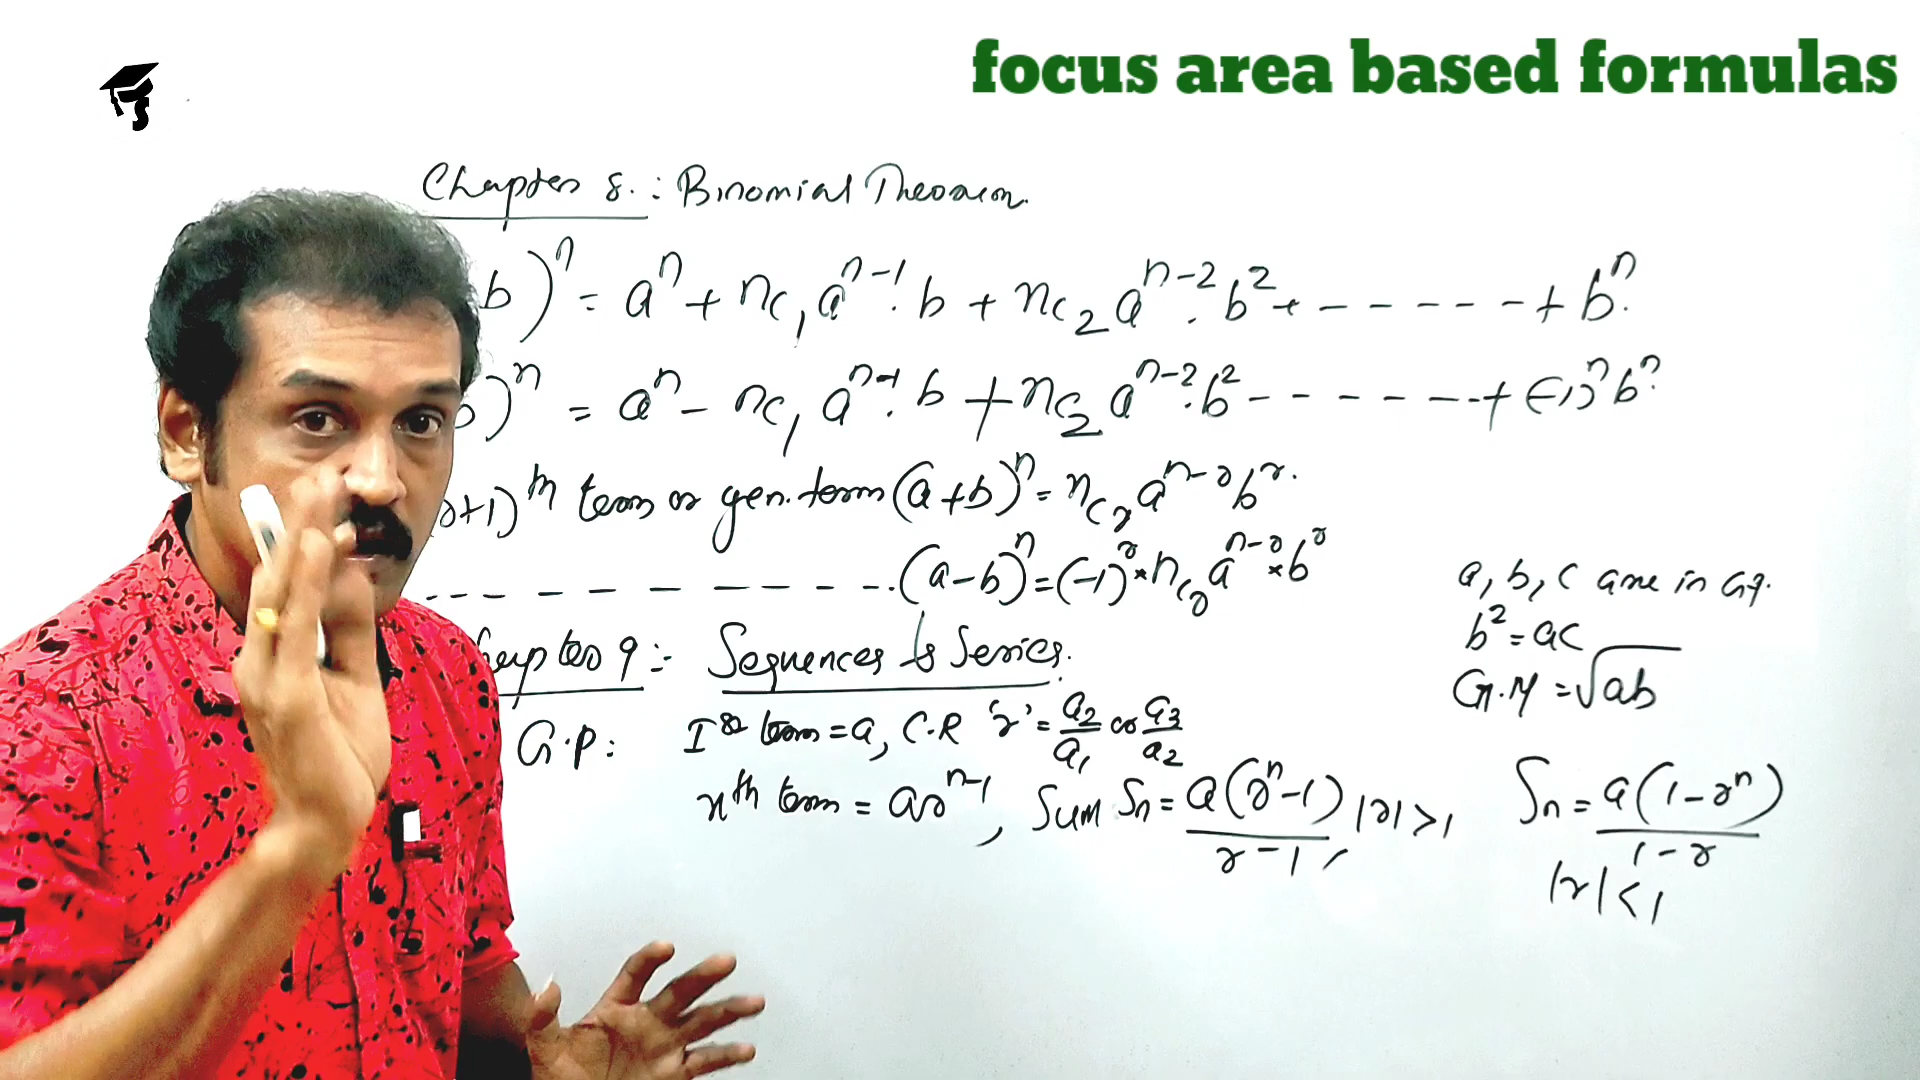 focus area based formulas
Chapter 8. : Binomial Theorem.
b)ⁿ = aⁿ + nc₁ aⁿ⁻¹. b + nc₂ aⁿ⁻². b² + ------ + bⁿ.
b)ⁿ = aⁿ - nc₁ aⁿ⁻¹. b + nc₂ aⁿ⁻². b² ------- + (-1)ⁿ bⁿ
r+1)th term or gen. term (a+b)ⁿ = ncᵣ aⁿ⁻ʳ bʳ.
--------- (a-b)ⁿ = (-1)ʳ × ncᵣ aⁿ⁻ʳ × bʳ
Chapter 9 :- Sequences & Series.
G.P: Ist term = a, C.R 'r' = a₂/a₁ or a₃/a₂
nth term = arⁿ⁻¹, Sum Sn = a(rⁿ-1)/r-1, |r| > 1
a, b, c are in G.P.
b² = ac
G.M = √ab
Sn = a(1-rⁿ)/1-r
|r| < 1